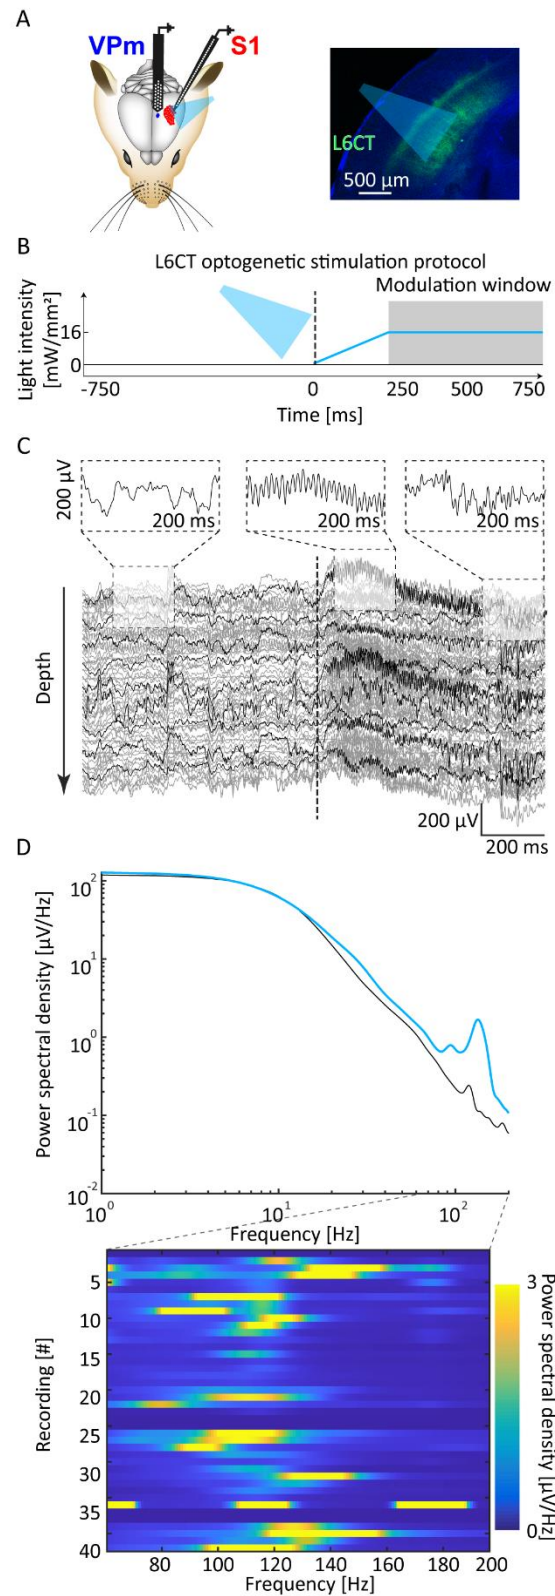 A
VPm
S1
L6CT
500 μm
B
L6CT optogenetic stimulation protocol
Modulation window
Light intensity
[mW/mm²]
16
0
-750
0
250
500
750
Time [ms]
C
200 μV
200 ms
200 ms
200 ms
Depth
200 μV
200 ms
D
Power spectral density [μV/Hz]
10²
10¹
10⁰
10⁻¹
10⁻²
10⁰
10¹
10²
Frequency [Hz]
Recording [#]
5
10
15
20
25
30
35
40
80
100
120
140
160
180
200
Frequency [Hz]
3
0
Power spectral density [μV/Hz]